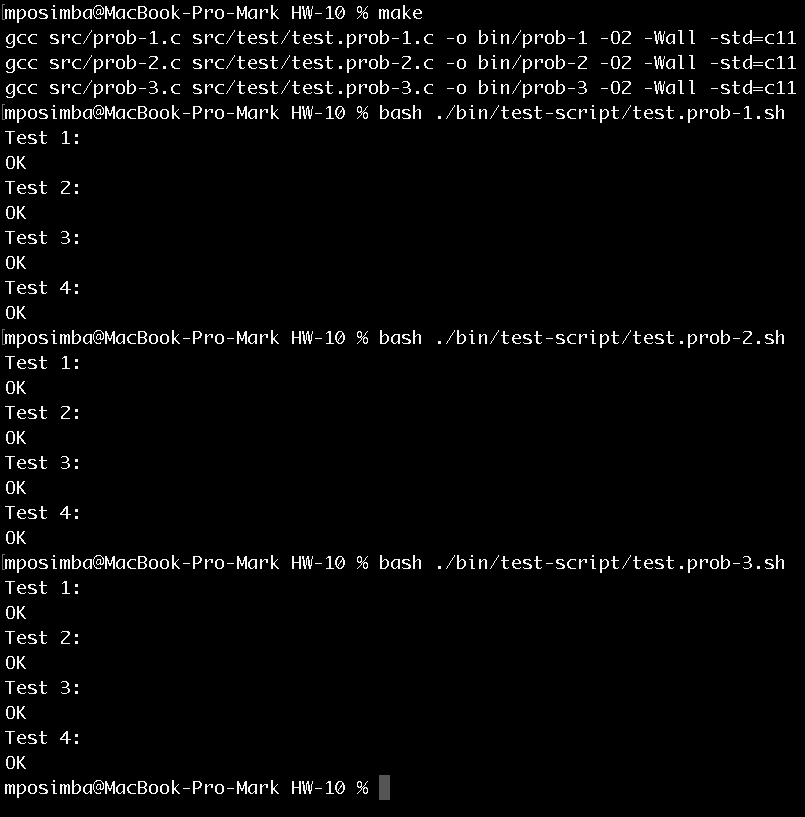 [mposimba@MacBook-Pro-Mark HW-10 % make
gcc src/prob-1.c src/test/test.prob-1.c -o bin/prob-1 -O2 -Wall -std=c11
gcc src/prob-2.c src/test/test.prob-2.c -o bin/prob-2 -O2 -Wall -std=c11
gcc src/prob-3.c src/test/test.prob-3.c -o bin/prob-3 -O2 -Wall -std=c11
[mposimba@MacBook-Pro-Mark HW-10 % bash ./bin/test-script/test.prob-1.sh
Test 1:
OK
Test 2:
OK
Test 3:
OK
Test 4:
OK
[mposimba@MacBook-Pro-Mark HW-10 % bash ./bin/test-script/test.prob-2.sh
Test 1:
OK
Test 2:
OK
Test 3:
OK
Test 4:
OK
[mposimba@MacBook-Pro-Mark HW-10 % bash ./bin/test-script/test.prob-3.sh
Test 1:
OK
Test 2:
OK
Test 3:
OK
Test 4:
OK
mposimba@MacBook-Pro-Mark HW-10 %